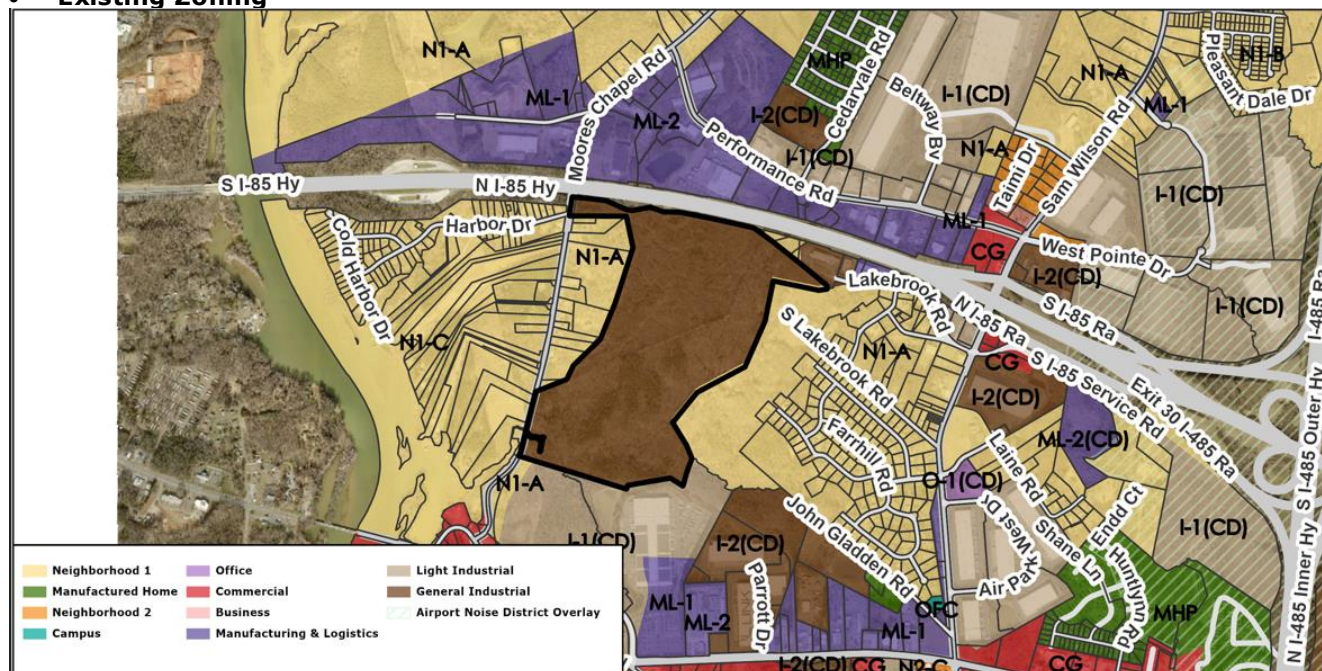 • Existing Zoning
N1-A
ML-1
Moores Chapel Rd
ML-2
MHP
Cedarvale Rd
I-2(CD)
I-1(CD)
Performance Rd
Beltway Bv
I-1(CD)
N1-A
N1-A
ML-1
Sam Wilson Rd
Taimi Dr
Pleasant Dale Dr
N1-B
I-1(CD)
S I-85 Hy
N I-85 Hy
Harbor Dr
Cold Harbor Dr
N1-A
N1-C
ML-1
CG
West Pointe Dr
I-2(CD)
I-1(CD)
Lakebrook Rd
N I-85 Ra
S I-85 Ra
S Lakebrook Rd
N1-A
CG
S I-85 Service Rd
Exit 30 I-485 Ra
I-485 Ra
S I-485 Outer Hy
N I-485 Inner Hy
I-2(CD)
ML-2(CD)
Farrhill Rd
O-1(CD)
Laine Rd
Shane Ln
Endd Ct
Huntlynn Rd
I-1(CD)
N1-A
I-1(CD)
I-2(CD)
John Gladden Rd
West Dr
Air Park
OFC
MHP
Parrott Dr
ML-1
ML-2
ML-1
I-2(CD)
CG
N2-C
CG
Neighborhood 1
Manufactured Home
Neighborhood 2
Campus
Office
Commercial
Business
Manufacturing & Logistics
Light Industrial
General Industrial
Airport Noise District Overlay